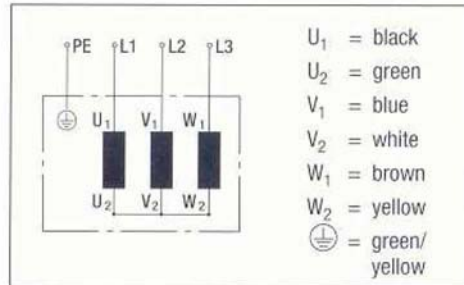 PE L1 L2 L3
U₁ V₁ W₁
U₂ V₂ W₂
U₁ = black
U₂ = green
V₁ = blue
V₂ = white
W₁ = brown
W₂ = yellow
⏚ = green/
yellow